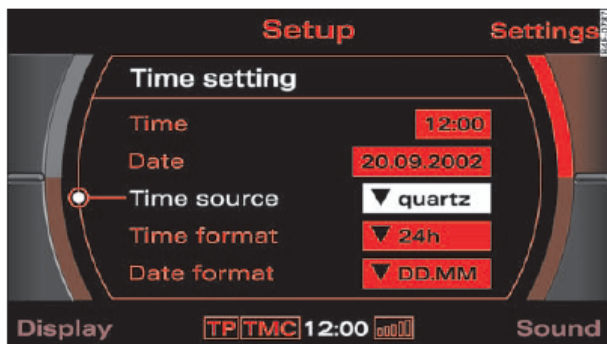 Setup
Settings
Time setting
Time 12:00
Date 20.09.2002
Time source ▼ quartz
Time format ▼ 24h
Date format ▼ DD.MM
Display TP TMC 12:00 Sound